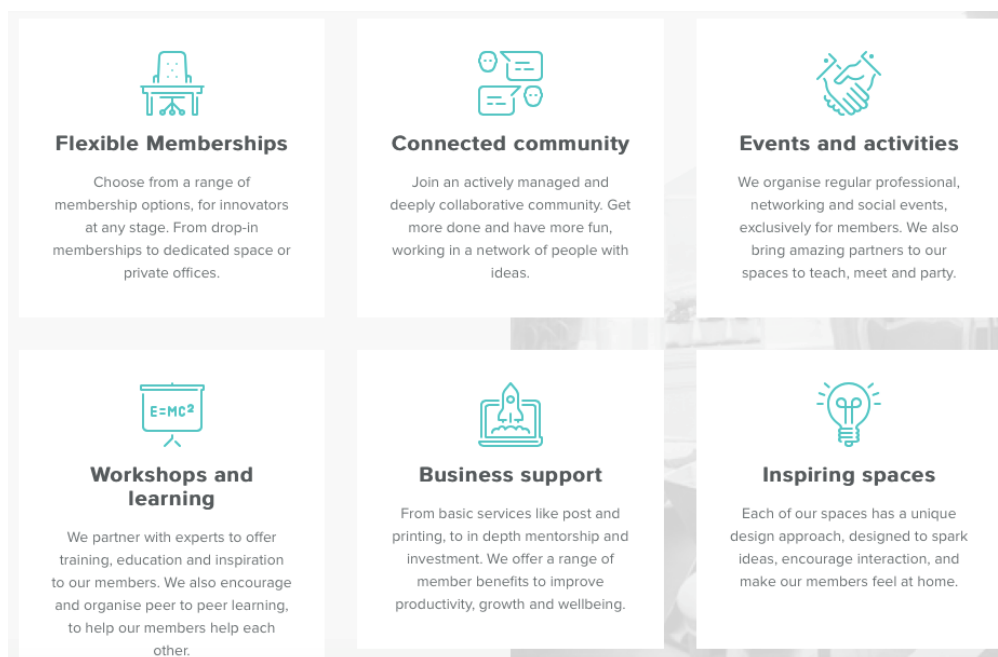 Flexible Memberships
Choose from a range of
membership options, for innovators
at any stage. From drop-in
memberships to dedicated space or
private offices.
Connected community
Join an actively managed and
deeply collaborative community. Get
more done and have more fun,
working in a network of people with
ideas.
Events and activities
We organise regular professional,
networking and social events,
exclusively for members. We also
bring amazing partners to our
spaces to teach, meet and party.
E=MC²
Workshops and
learning
We partner with experts to offer
training, education and inspiration
to our members. We also encourage
and organise peer to peer learning,
to help our members help each
other.
Business support
From basic services like post and
printing, to in depth mentorship and
investment. We offer a range of
member benefits to improve
productivity, growth and wellbeing.
Inspiring spaces
Each of our spaces has a unique
design approach, designed to spark
ideas, encourage interaction, and
make our members feel at home.